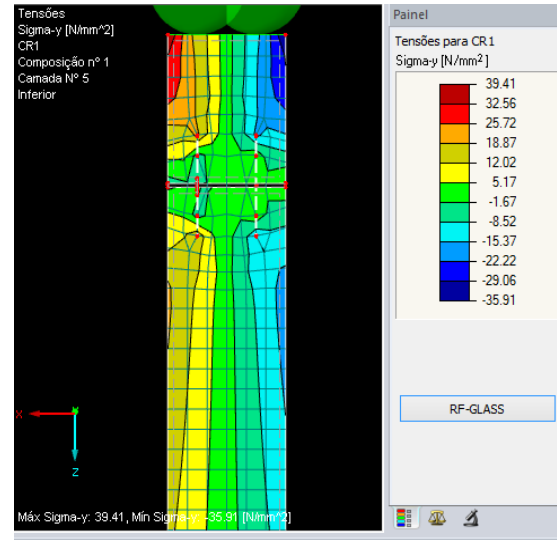 Tensões
Sigma-y [N/mm^2]
CR1
Composição nº 1
Camada Nº 5
Inferior
X
Z
Máx Sigma-y: 39.41, Mín Sigma-y: -35.91 [N/mm^2]
Painel
Tensões para CR1
Sigma-y [N/mm²]
39.41
32.56
25.72
18.87
12.02
5.17
-1.67
-8.52
-15.37
-22.22
-29.06
-35.91
RF-GLASS